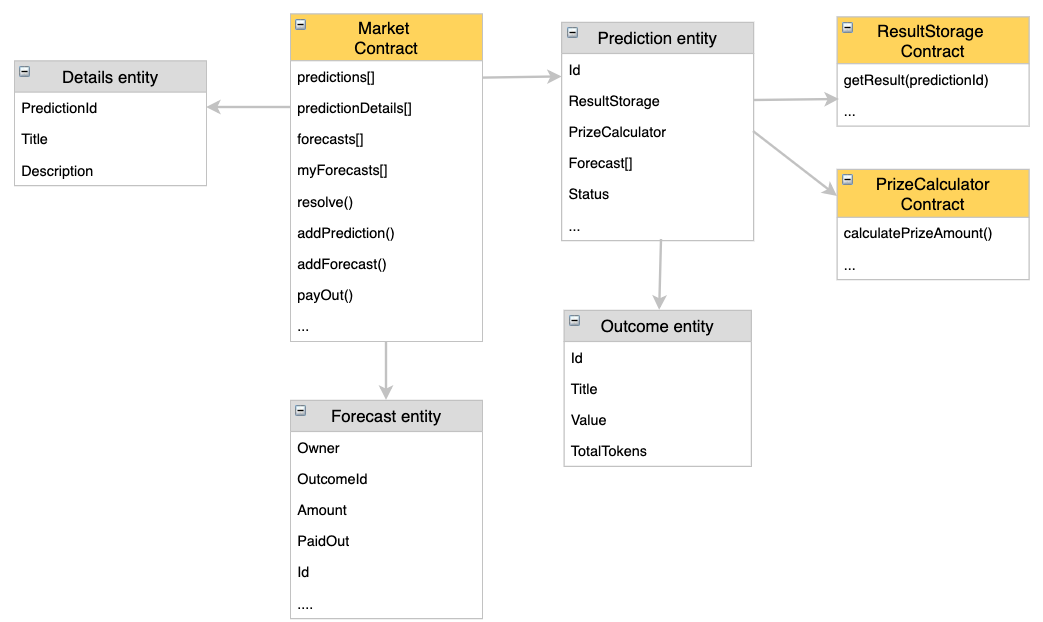 Details entity
PredictionId
Title
Description
Market
Contract
predictions[]
predictionDetails[]
forecasts[]
myForecasts[]
resolve()
addPrediction()
addForecast()
payOut()
...
Forecast entity
Owner
OutcomeId
Amount
PaidOut
Id
....
Prediction entity
Id
ResultStorage
PrizeCalculator
Forecast[]
Status
...
Outcome entity
Id
Title
Value
TotalTokens
ResultStorage
Contract
getResult(predictionId)
...
PrizeCalculator
Contract
calculatePrizeAmount()
...